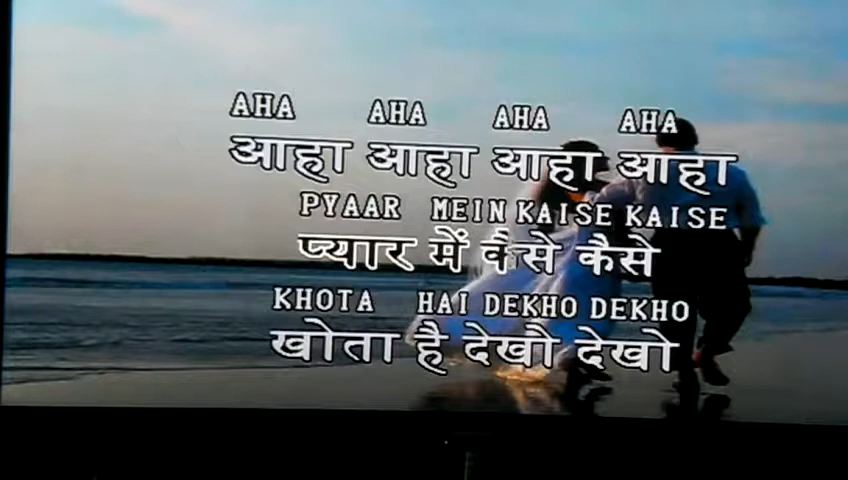 AHA AHA AHA AHA
आहा आहा आहा आहा
PYAAR MEIN KAISE KAISE
प्यार में कैसे कैसे
KHOTA HAI DEKHO DEKHO
खोता है देखो देखो